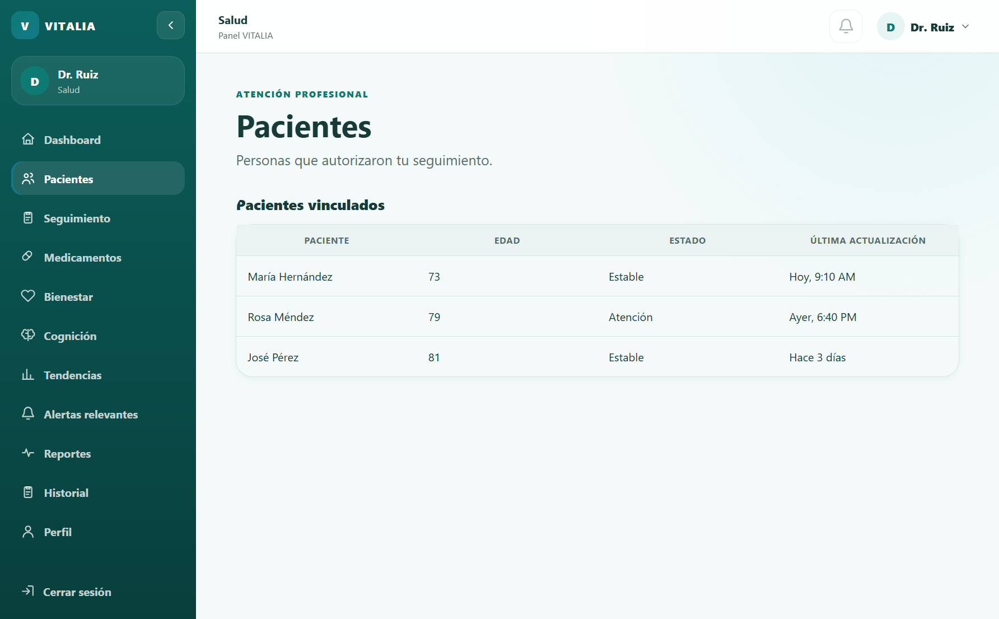 V VITALIA
D Dr. Ruiz
Salud
Dashboard
Pacientes
Seguimiento
Medicamentos
Bienestar
Cognición
Tendencias
Alertas relevantes
Reportes
Historial
Perfil
Cerrar sesión
Salud
Panel VITALIA
D Dr. Ruiz
ATENCIÓN PROFESIONAL
Pacientes
Personas que autorizaron tu seguimiento.
Pacientes vinculados
PACIENTE EDAD ESTADO ÚLTIMA ACTUALIZACIÓN
María Hernández 73 Estable Hoy, 9:10 AM
Rosa Méndez 79 Atención Ayer, 6:40 PM
José Pérez 81 Estable Hace 3 días